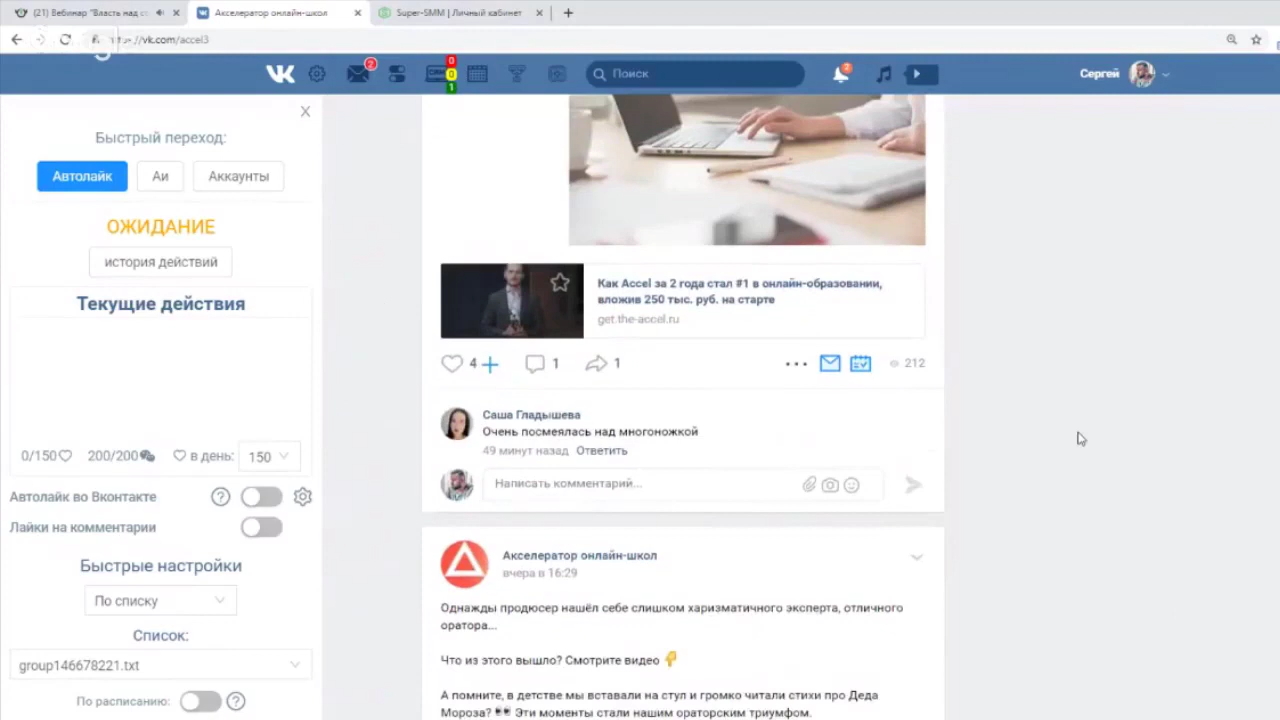 (21) Вебинар "Власть над с
Акселератор онлайн-школ
Super-SMM | Личный кабинет
vk.com/accel3
2
CRM
0
0
1
Поиск
Сергей
X
Быстрый переход:
Автолайк
Аи
Аккаунты
ОЖИДАНИЕ
история действий
Текущие действия
0/150
200/200
в день:
150
Автолайк во Вконтакте
?
Лайки на комментарии
Быстрые настройки
По списку
Список:
group146678221.txt
По расписанию:
?
Как Accel за 2 года стал #1 в онлайн-образовании,
вложив 250 тыс. руб. на старте
get.the-accel.ru
4
1
1
212
Саша Гладышева
Очень посмеялась над многоножкой
49 минут назад Ответить
Написать комментарий...
Акселератор онлайн-школ
вчера в 16:29
Однажды продюсер нашёл себе слишком харизматичного эксперта, отличного
оратора...
Что из этого вышло? Смотрите видео 👇
А помните, в детстве мы вставали на стул и громко читали стихи про Деда
Мороза? 👀 Эти моменты стали нашим ораторским триумфом.